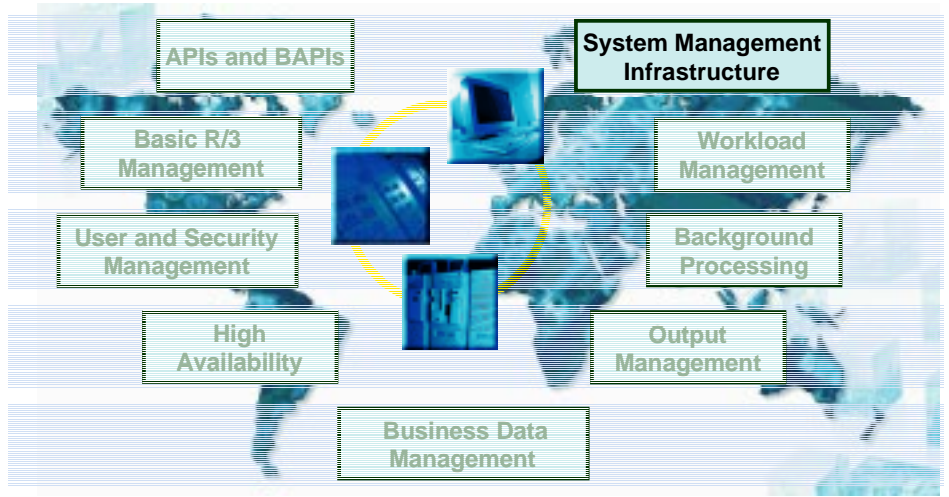 APIs and BAPIs
System Management
Infrastructure
Basic R/3
Management
Workload
Management
User and Security
Management
Background
Processing
High
Availability
Output
Management
Business Data
Management